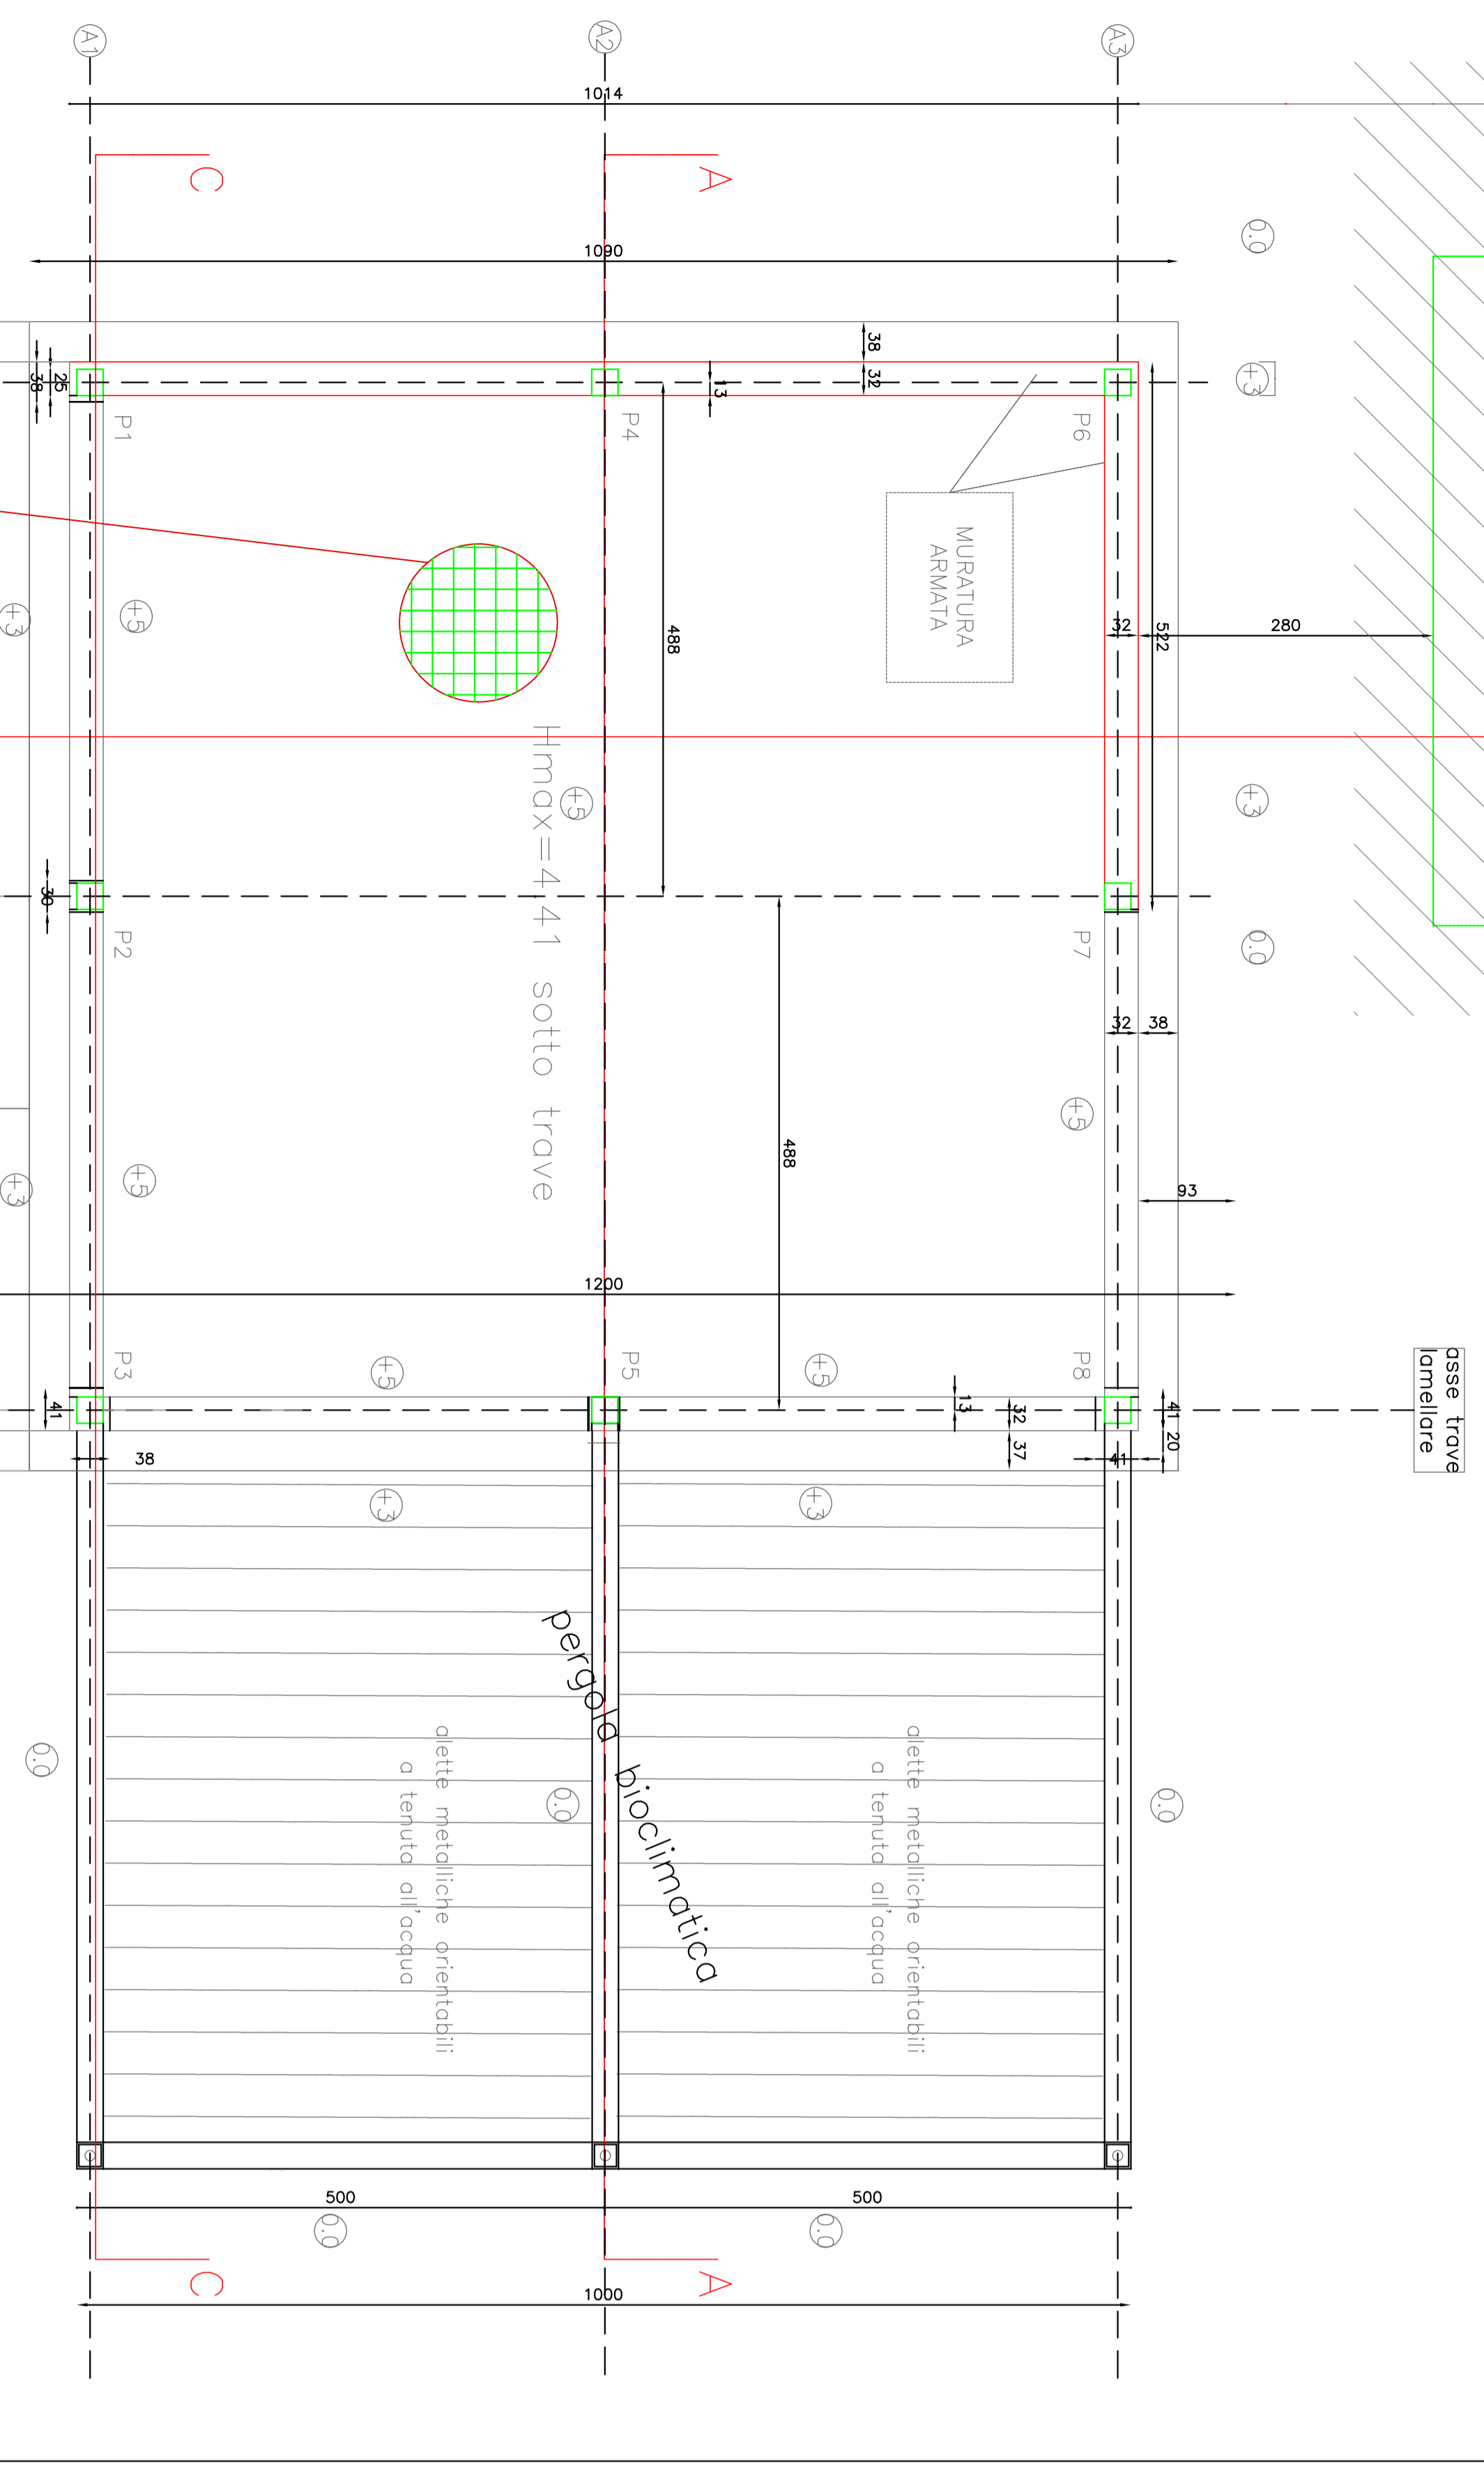 A1
A2
A3
1014
C
A
0.0
1090
38
32
+3
25
38
13
P1
P4
P6
MURATURA
ARMATA
+3
+5
488
32
522
280
Hmax=4.41 sotto trave
+5
+3
30
P2
P7
0.0
32
38
+5
488
+3
+5
93
1200
P3
P5
P8
+5
+5
asse trave
lamellare
41
13
32
37
41
20
38
41
+3
+3
pergola bioclimatica
alette metalliche orientabili
a tenuta all'acqua
alette metalliche orientabili
a tenuta all'acqua
0.0
0.0
0.0
500
500
0.0
0.0
C
A
1000